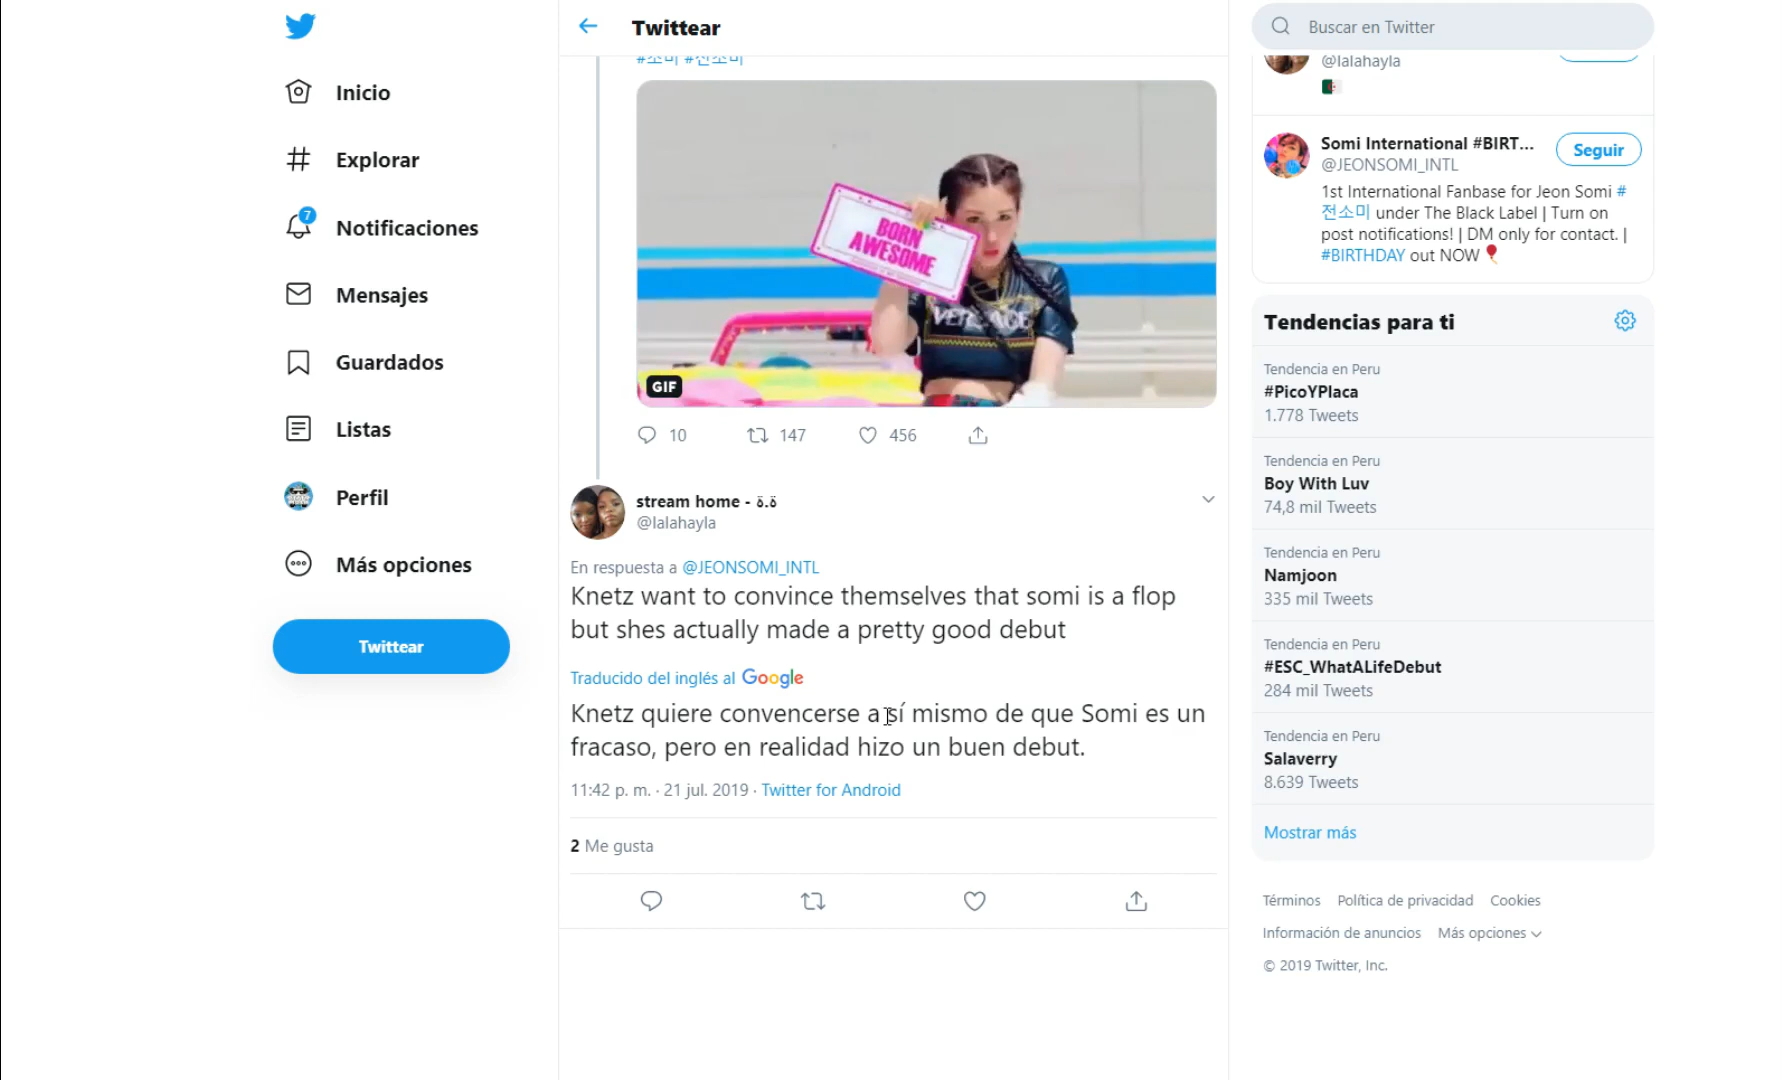 Inicio
Explorar
7
Notificaciones
Mensajes
Guardados
Listas
Perfil
Más opciones
Twittear
Twittear
#소미 #전소미
BORN
AWESOME
GIF
10
147
456
stream home - ö.ö
@lalahayla
En respuesta a @JEONSOMI_INTL
Knetz want to convince themselves that somi is a flop
but shes actually made a pretty good debut
Traducido del inglés al Google
Knetz quiere convencerse a sí mismo de que Somi es un
fracaso, pero en realidad hizo un buen debut.
11:42 p. m. · 21 jul. 2019 · Twitter for Android
2 Me gusta
Buscar en Twitter
@lalahayla
Somi International #BIRT...
@JEONSOMI_INTL
Seguir
1st International Fanbase for Jeon Somi #
전소미 under The Black Label | Turn on
post notifications! | DM only for contact. |
#BIRTHDAY out NOW
Tendencias para ti
Tendencia en Peru
#PicoYPlaca
1.778 Tweets
Tendencia en Peru
Boy With Luv
74,8 mil Tweets
Tendencia en Peru
Namjoon
335 mil Tweets
Tendencia en Peru
#ESC_WhatALifeDebut
284 mil Tweets
Tendencia en Peru
Salaverry
8.639 Tweets
Mostrar más
Términos Política de privacidad Cookies
Información de anuncios Más opciones
© 2019 Twitter, Inc.